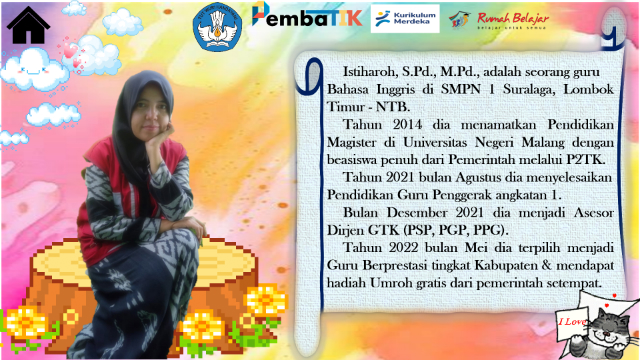 PembaTIK
Kurikulum
Merdeka
Rumah Belajar
Istiharoh, S.Pd., M.Pd., adalah seorang guru
Bahasa Inggris di SMPN 1 Suralaga, Lombok
Timur - NTB.
Tahun 2014 dia menamatkan Pendidikan
Magister di Universitas Negeri Malang dengan
beasiswa penuh dari Pemerintah melalui P2TK.
Tahun 2021 bulan Agustus dia menyelesaikan
Pendidikan Guru Penggerak angkatan 1.
Bulan Desember 2021 dia menjadi Asesor
Dirjen GTK (PSP, PGP, PPG).
Tahun 2022 bulan Mei dia terpilih menjadi
Guru Berprestasi tingkat Kabupaten & mendapat
hadiah Umroh gratis dari pemerintah setempat.
I Love